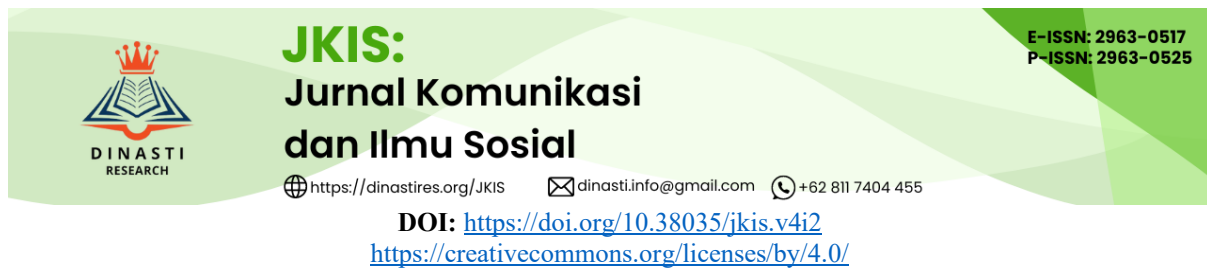 JKIS:
Jurnal Komunikasi
dan Ilmu Sosial
E-ISSN: 2963-0517
P-ISSN: 2963-0525
DINASTI
RESEARCH
https://dinastires.org/JKIS dinasti.info@gmail.com +62 811 7404 455
DOI: https://doi.org/10.38035/jkis.v4i2
https://creativecommons.org/licenses/by/4.0/